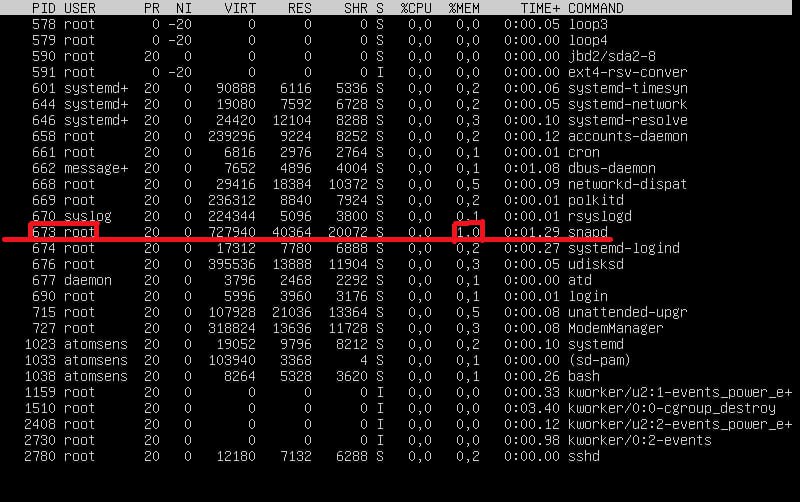 PID USER PR NI VIRT RES SHR S %CPU %MEM TIME+ COMMAND
578 root 0 -20 0 0 0 S 0,0 0,0 0:00.05 loop3
579 root 0 -20 0 0 0 S 0,0 0,0 0:00.00 loop4
590 root 20 0 0 0 0 S 0,0 0,0 0:00.00 jbd2/sda2-8
591 root 0 -20 0 0 0 I 0,0 0,0 0:00.00 ext4-rsv-conver
601 systemd+ 20 0 90888 6116 5336 S 0,0 0,2 0:00.06 systemd-timesyn
644 systemd+ 20 0 19080 7592 6728 S 0,0 0,2 0:00.05 systemd-network
646 systemd+ 20 0 24420 12104 8288 S 0,0 0,3 0:00.10 systemd-resolve
658 root 20 0 239296 9224 8252 S 0,0 0,2 0:00.12 accounts-daemon
661 root 20 0 6816 2976 2764 S 0,0 0,1 0:00.01 cron
662 message+ 20 0 7652 4896 4004 S 0,0 0,1 0:01.08 dbus-daemon
668 root 20 0 29416 18384 10372 S 0,0 0,5 0:00.09 networkd-dispat
669 root 20 0 236312 8840 7924 S 0,0 0,2 0:00.01 polkitd
670 syslog 20 0 224344 5096 3800 S 0,0 0,1 0:00.01 rsyslogd
673 root 20 0 727940 40364 20072 S 0,0 1,0 0:01.29 snapd
674 root 20 0 17312 7780 6888 S 0,0 0,2 0:00.27 systemd-logind
676 root 20 0 395536 13888 11904 S 0,0 0,3 0:00.05 udisksd
677 daemon 20 0 3796 2468 2292 S 0,0 0,1 0:00.00 atd
690 root 20 0 5996 3960 3176 S 0,0 0,1 0:00.01 login
715 root 20 0 107928 21036 13364 S 0,0 0,5 0:00.08 unattended-upgr
727 root 20 0 318824 13636 11728 S 0,0 0,3 0:00.08 ModemManager
1023 atomsens 20 0 19052 9796 8212 S 0,0 0,2 0:00.10 systemd
1033 atomsens 20 0 103940 3368 4 S 0,0 0,1 0:00.00 (sd-pam)
1038 atomsens 20 0 8264 5328 3620 S 0,0 0,1 0:00.26 bash
1159 root 20 0 0 0 0 I 0,0 0,0 0:00.33 kworker/u2:1-events_power_e+
1510 root 20 0 0 0 0 I 0,0 0,0 0:03.40 kworker/0:0-cgroup_destroy
2408 root 20 0 0 0 0 I 0,0 0,0 0:00.12 kworker/u2:2-events_power_e+
2730 root 20 0 0 0 0 I 0,0 0,0 0:00.98 kworker/0:2-events
2780 root 20 0 12180 7132 6288 S 0,0 0,2 0:00.00 sshd